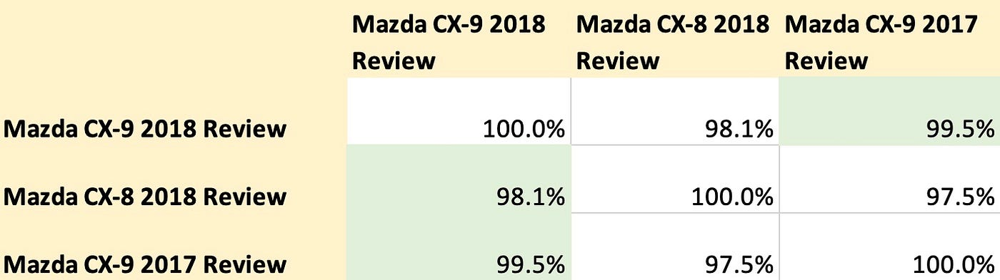 Mazda CX-9 2018 Mazda CX-8 2018 Mazda CX-9 2017
Review Review Review
Mazda CX-9 2018 Review 100.0% 98.1% 99.5%
Mazda CX-8 2018 Review 98.1% 100.0% 97.5%
Mazda CX-9 2017 Review 99.5% 97.5% 100.0%